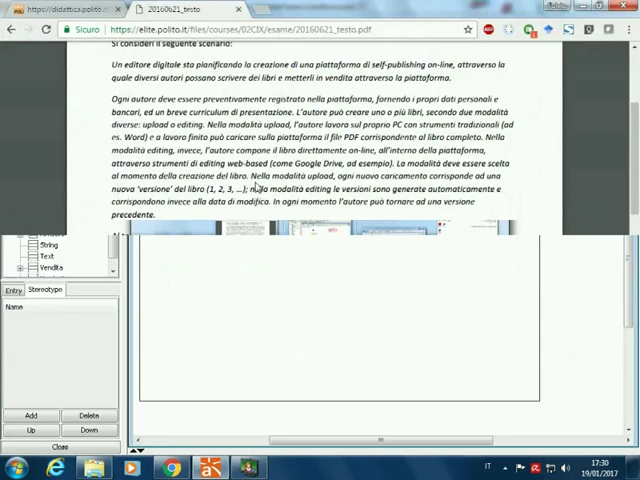 https://didattica.polito.it
20160621_testo
Sicuro
https://elite.polito.it/files/courses/02CIX/esame/20160621_testo.pdf
Si consideri il seguente scenario:
Un editore digitale sta pianificando la creazione di una piattaforma di self-publishing on-line, attraverso la
quale diversi autori possano scrivere dei libri e metterli in vendita attraverso la piattaforma.
Ogni autore deve essere preventivamente registrato nella piattaforma, fornendo i propri dati personali e
bancari, ed un breve curriculum di presentazione. L'autore può creare uno o più libri, secondo due modalità
diverse: upload o editing. Nella modalità upload, l'autore lavora sul proprio PC con strumenti tradizionali (ad
es. Word) e a lavoro finito può caricare sulla piattaforma il file PDF corrispondente al libro completo. Nella
modalità editing, invece, l'autore compone il libro direttamente on-line, all'interno della piattaforma,
attraverso strumenti di editing web-based (come Google Drive, ad esempio). La modalità deve essere scelta
al momento della creazione del libro. Nella modalità upload, ogni nuovo caricamento corrisponde ad una
nuova 'versione' del libro (1, 2, 3, ...); nella modalità editing le versioni sono generate automaticamente e
corrispondono invece alla data di modifica. In ogni momento l'autore può tornare ad una versione
precedente.
String
Text
Vendita
Entry
Stereotype
Name
Add
Delete
Up
Down
Close
IT
17:30
19/01/2017